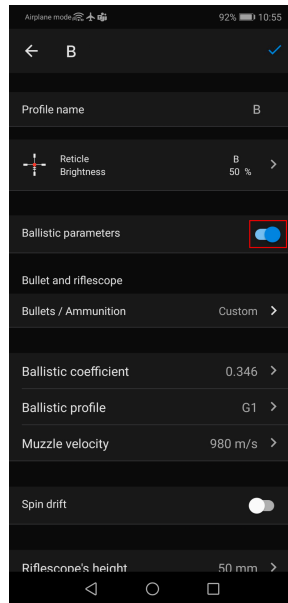 Airplane mode 92% 10:55
B
Profile name B
Reticle B
Brightness 50 %
Ballistic parameters
Bullet and riflescope
Bullets / Ammunition Custom
Ballistic coefficient 0.346
Ballistic profile G1
Muzzle velocity 980 m/s
Spin drift
Riflescope's height 50 mm